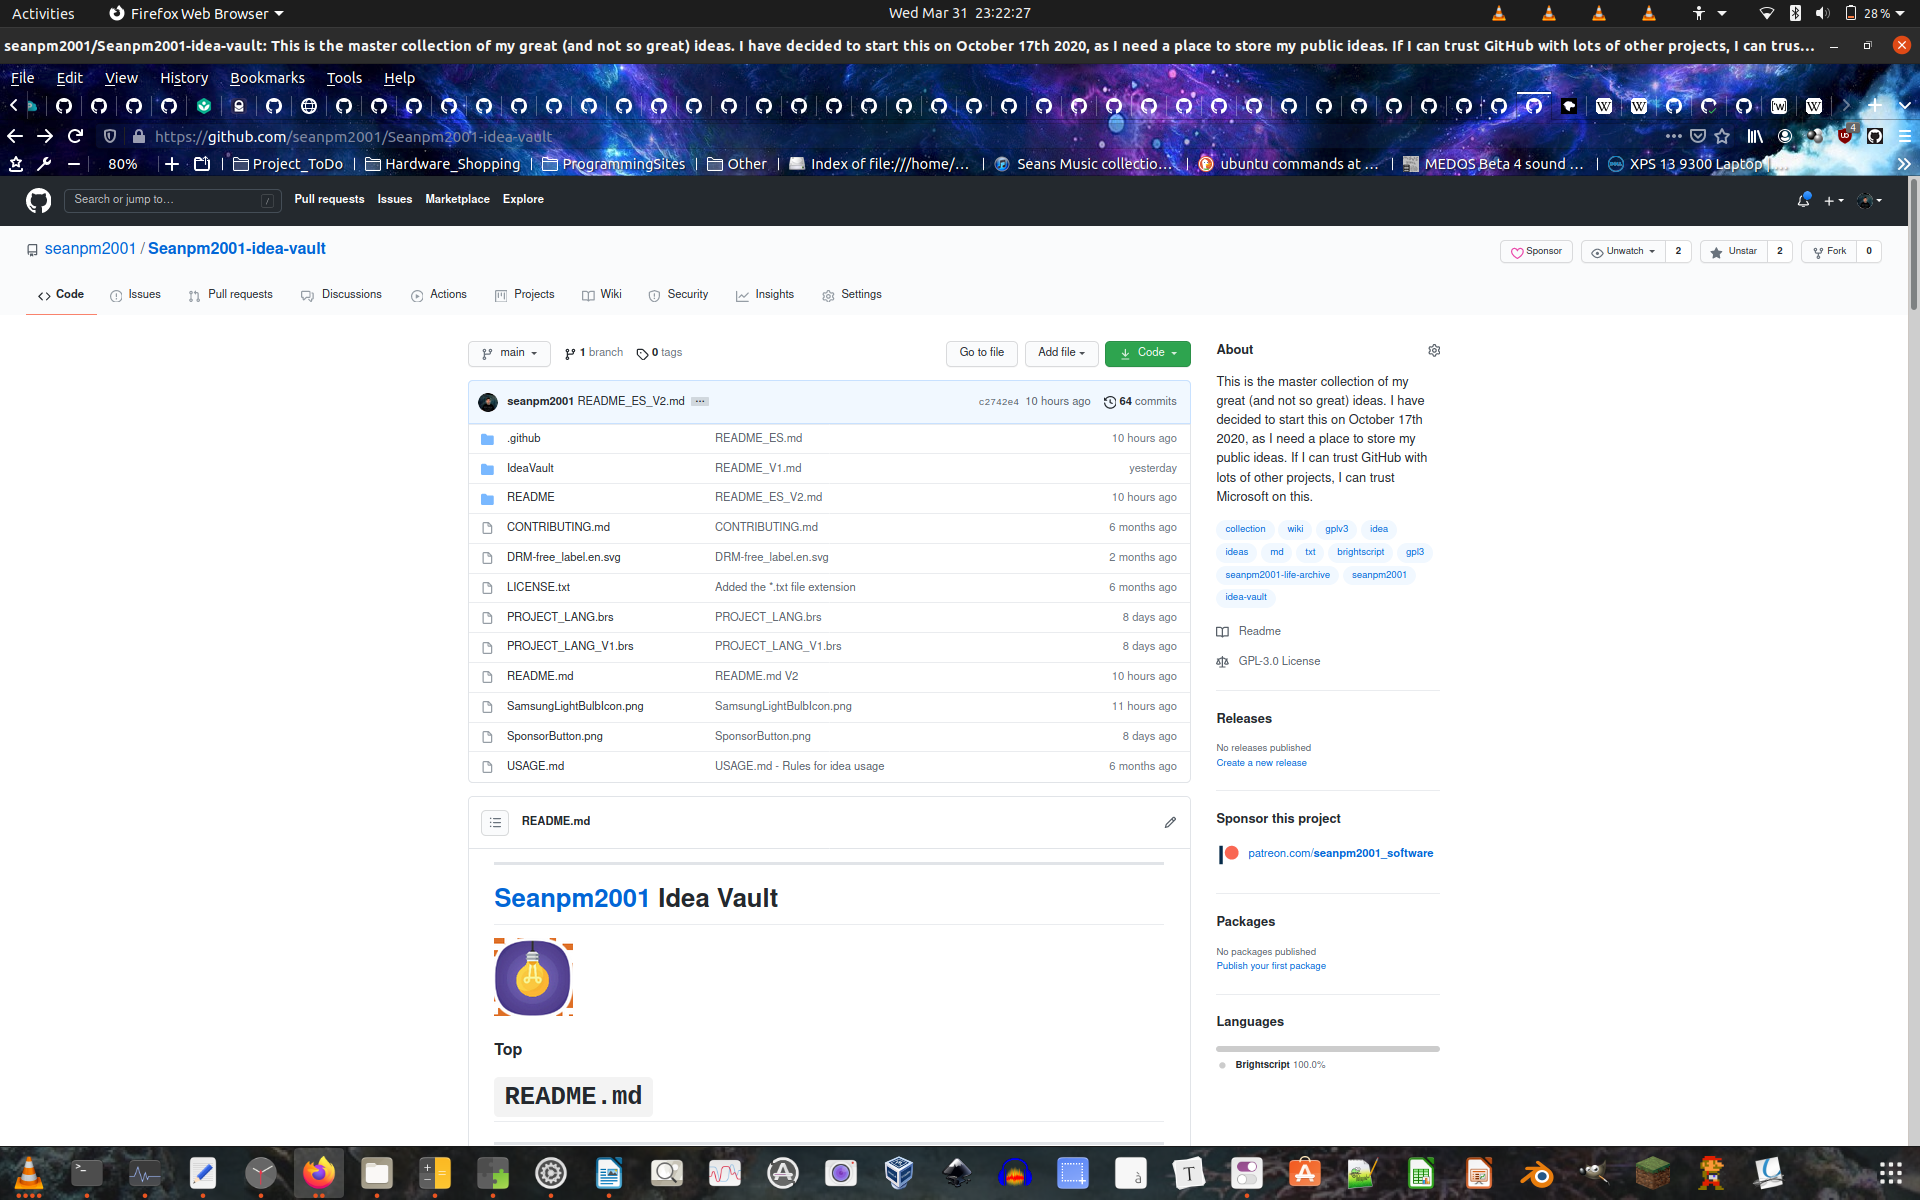 Activities Firefox Web Browser Wed Mar 31 23:22:27 28 %
seanpm2001/Seanpm2001-idea-vault: This is the master collection of my great (and not so great) ideas. I have decided to start this on October 17th 2020, as I need a place to store my public ideas. If I can trust GitHub with lots of other projects, I can trus...
File Edit View History Bookmarks Tools Help
https://github.com/seanpm2001/Seanpm2001-idea-vault
80% Project_ToDo Hardware_Shopping ProgrammingSites Other Index of file:///home/... Seans Music collectio... ubuntu commands at ... MEDOS Beta 4 sound ... XPS 13 9300 Laptop
Search or jump to... / Pull requests Issues Marketplace Explore
seanpm2001 / Seanpm2001-idea-vault Sponsor Unwatch 2 Unstar 2 Fork 0
Code Issues Pull requests Discussions Actions Projects Wiki Security Insights Settings
main 1 branch 0 tags Go to file Add file Code
seanpm2001 README_ES_V2.md ... c2742e4 10 hours ago 64 commits
.github README_ES.md 10 hours ago
IdeaVault README_V1.md yesterday
README README_ES_V2.md 10 hours ago
CONTRIBUTING.md CONTRIBUTING.md 6 months ago
DRM-free_label.en.svg DRM-free_label.en.svg 2 months ago
LICENSE.txt Added the *.txt file extension 6 months ago
PROJECT_LANG.brs PROJECT_LANG.brs 8 days ago
PROJECT_LANG_V1.brs PROJECT_LANG_V1.brs 8 days ago
README.md README.md V2 10 hours ago
SamsungLightBulbIcon.png SamsungLightBulbIcon.png 11 hours ago
SponsorButton.png SponsorButton.png 8 days ago
USAGE.md USAGE.md - Rules for idea usage 6 months ago
README.md
Seanpm2001 Idea Vault
Top
README.md
About
This is the master collection of my
great (and not so great) ideas. I have
decided to start this on October 17th
2020, as I need a place to store my
public ideas. If I can trust GitHub with
lots of other projects, I can trust
Microsoft on this.
collection wiki gplv3 idea
ideas md txt brightscript gpl3
seanpm2001-life-archive seanpm2001
idea-vault
Readme
GPL-3.0 License
Releases
No releases published
Create a new release
Sponsor this project
patreon.com/seanpm2001_software
Packages
No packages published
Publish your first package
Languages
Brightscript 100.0%